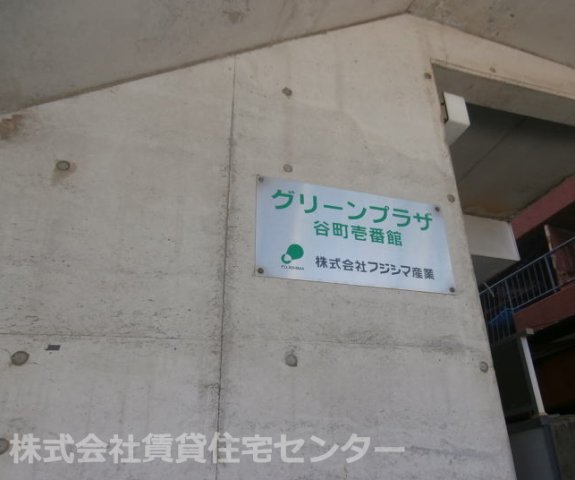 グリーンプラザ
谷町壱番館
株式会社フジシマ産業
株式会社賃貸住宅センター